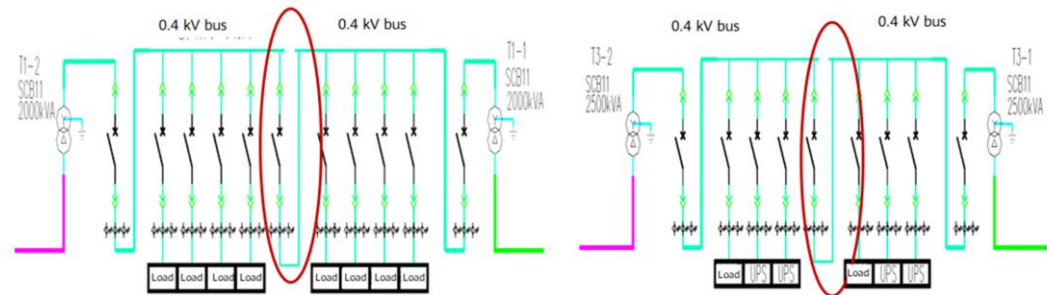 0.4 kV bus
0.4 kV bus
T1-2
SCB11
2000kVA
T1-1
SCB11
2000kVA
Load Load Load Load
Load Load Load Load
0.4 kV bus
0.4 kV bus
T3-2
SCB11
2500kVA
T3-1
SCB11
2500kVA
Load UPS UPS
Load UPS UPS